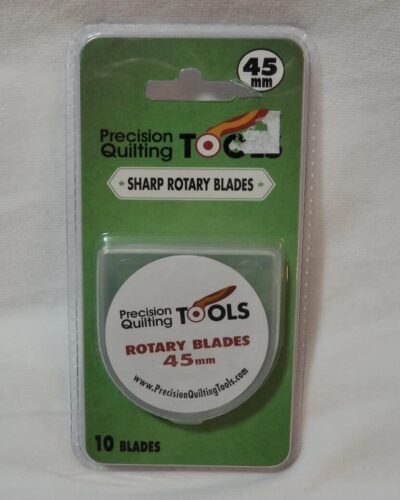 45
mm
Precision
Quilting TOOLS
SHARP ROTARY BLADES
Precision
Quilting TOOLS
ROTARY BLADES
45mm
www.PrecisionQuiltingTools.com
10 BLADES